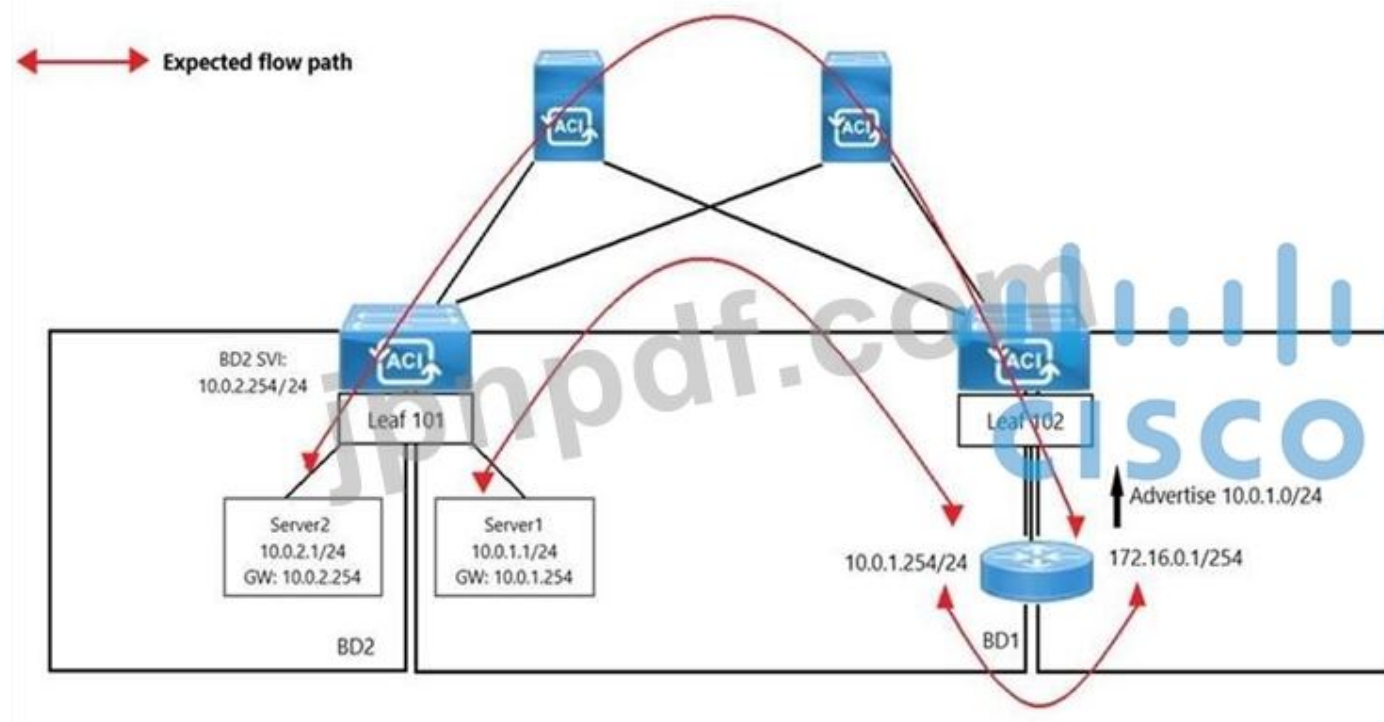 Expected flow path
ACI
ACI
BD2 SVI:
10.0.2.254/24
ACI
Leaf 101
ACI
Leaf 102
jpnpdf.com
CISCO
Advertise 10.0.1.0/24
Server2
10.0.2.1/24
GW: 10.0.2.254
Server1
10.0.1.1/24
GW: 10.0.1.254
10.0.1.254/24
172.16.0.1/254
BD2
BD1